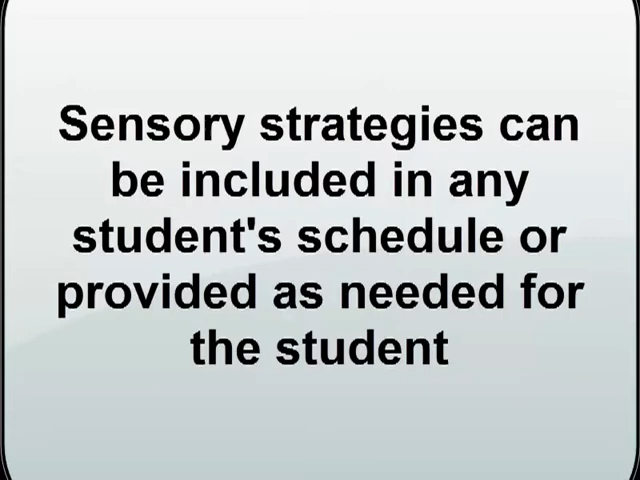 Sensory strategies can
be included in any
student's schedule or
provided as needed for
the student